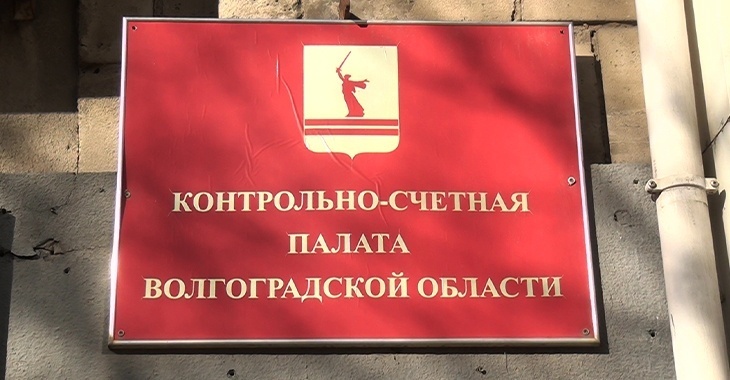 КОНТРОЛЬНО-СЧЕТНАЯ
ПАЛАТА
ВОЛГОГРАДСКОЙ ОБЛАСТИ